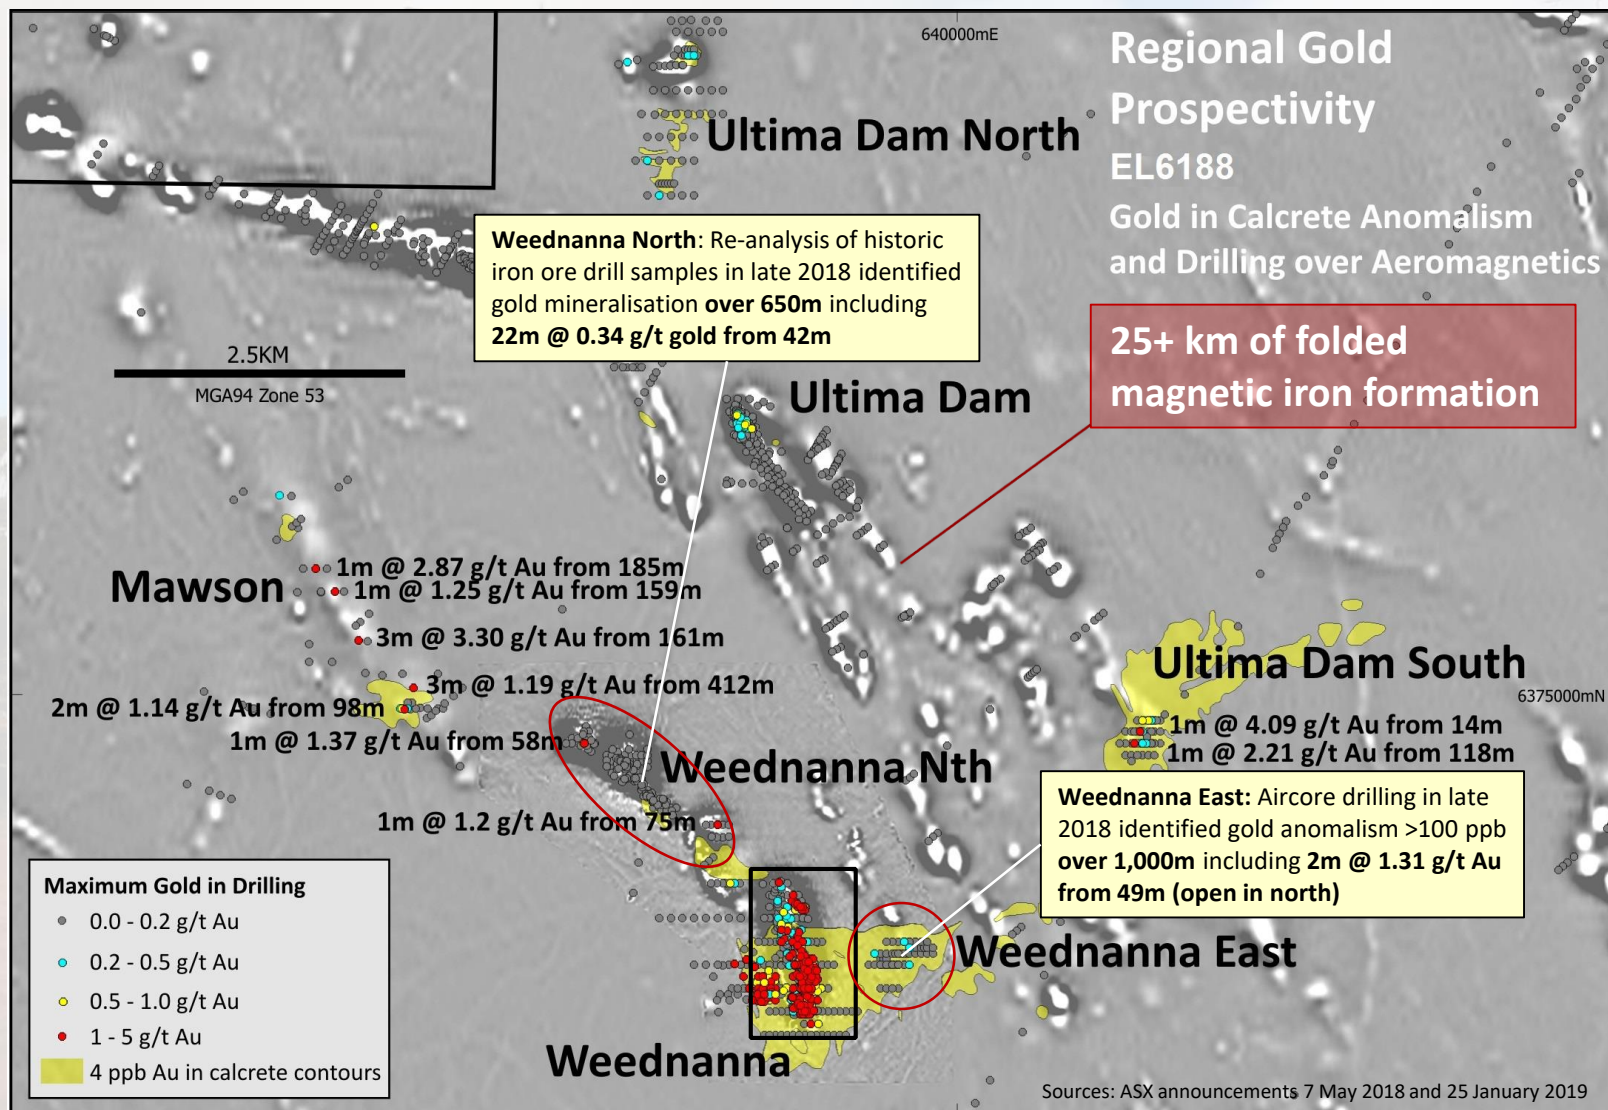 640000mE
Regional Gold
Prospectivity
EL6188
Gold in Calcrete Anomalism
and Drilling over Aeromagnetics
Ultima Dam North
Weednanna North: Re-analysis of historic
iron ore drill samples in late 2018 identified
gold mineralisation over 650m including
22m @ 0.34 g/t gold from 42m
25+ km of folded
magnetic iron formation
2.5KM
MGA94 Zone 53
Ultima Dam
Mawson
1m @ 2.87 g/t Au from 185m
1m @ 1.25 g/t Au from 159m
3m @ 3.30 g/t Au from 161m
3m @ 1.19 g/t Au from 412m
2m @ 1.14 g/t Au from 98m
1m @ 1.37 g/t Au from 58m
Ultima Dam South
6375000mN
1m @ 4.09 g/t Au from 14m
1m @ 2.21 g/t Au from 118m
Weednanna Nth
1m @ 1.2 g/t Au from 75m
Weednanna East: Aircore drilling in late
2018 identified gold anomalism >100 ppb
over 1,000m including 2m @ 1.31 g/t Au
from 49m (open in north)
Weednanna East
Weednanna
Maximum Gold in Drilling
0.0 - 0.2 g/t Au
0.2 - 0.5 g/t Au
0.5 - 1.0 g/t Au
1 - 5 g/t Au
4 ppb Au in calcrete contours
Sources: ASX announcements 7 May 2018 and 25 January 2019